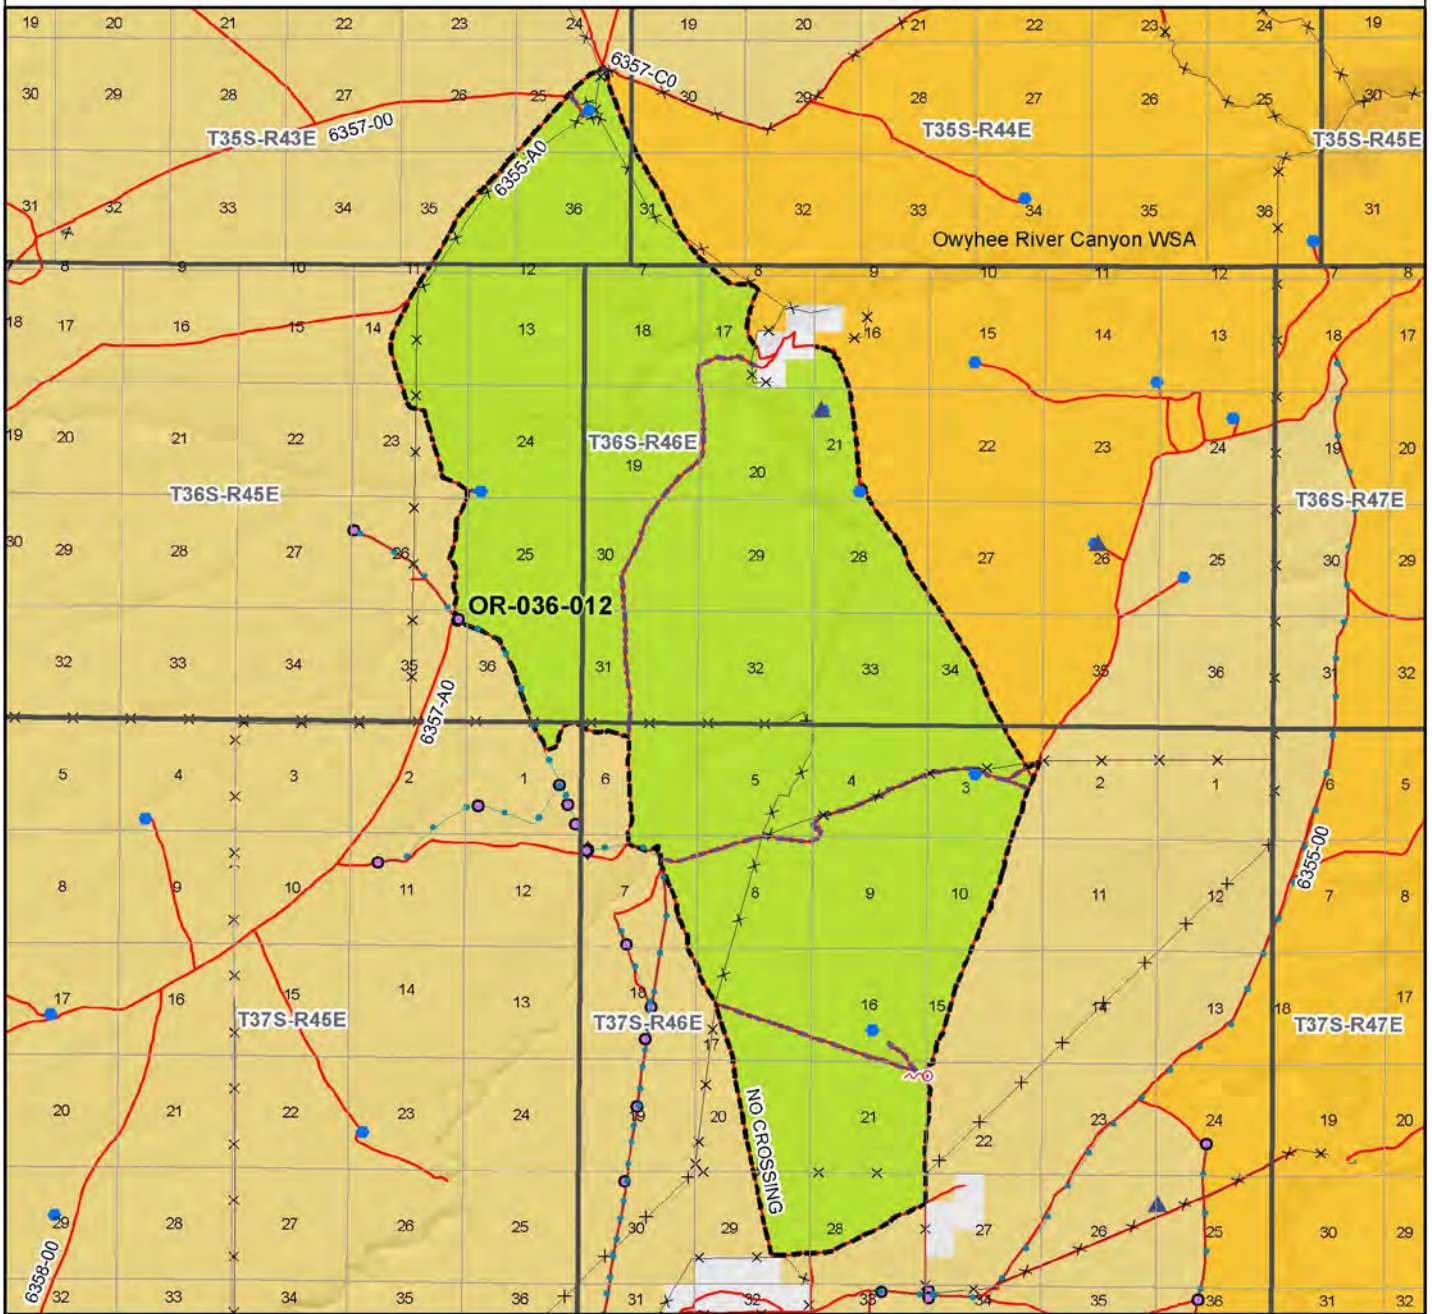 19 20 21 22 23 24 19 20 21 22 23 24 19
6357-C0
30 29 28 27 26 25 30 29 28 27 26 25 30
T35S-R43E 6357-00 T35S-R44E T35S-R45E
6355-A0
31 32 33 34 35 36 31 32 33 34 35 36 31
Owyhee River Canyon WSA
7 8 9 10 11 12 7 8 9 10 11 12 7 8
18 17 16 15 14 13 18 17 16 15 14 13 18 17
19 20 21 22 23 24 19 20 21 22 23 24 19 20
T36S-R46E
T36S-R45E T36S-R47E
30 29 28 27 26 25 30 29 28 27 26 25 30 29
OR-036-012
32 33 34 35 36 31 32 33 34 35 36 31 32
6357-A0
5 4 3 2 1 6 5 4 3 2 1 6 5
6355-00
8 9 10 11 12 7 8 9 10 11 12 7 8
17 16 15 14 13 18 17 16 15 14 13 18 17
T37S-R45E T37S-R46E T37S-R47E
20 21 22 23 24 19 20 21 22 23 24 19 20
NO CROSSING
29 28 27 26 25 30 29 28 27 26 25 30 29
6358-00
32 33 34 35 36 31 34 35 36 31 32